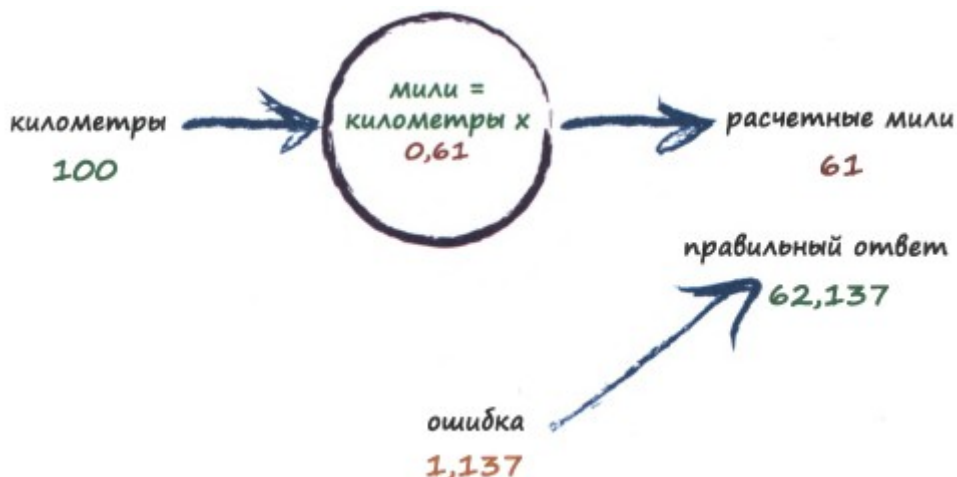 километры
100
мили =
километры х
0,61
расчетные мили
61
правильный ответ
62,137
ошибка
1,137